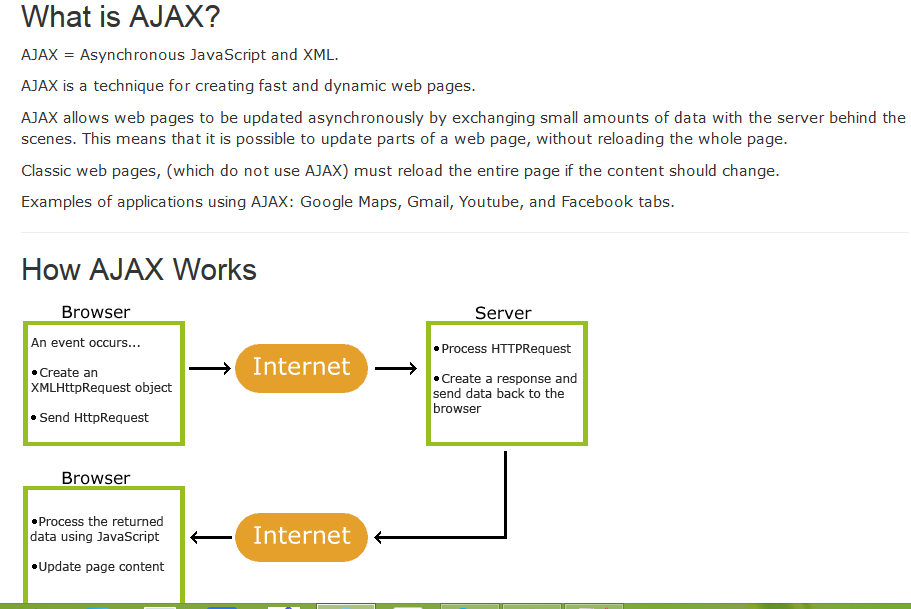 What is AJAX?
AJAX = Asynchronous JavaScript and XML.
AJAX is a technique for creating fast and dynamic web pages.
AJAX allows web pages to be updated asynchronously by exchanging small amounts of data with the server behind the
scenes. This means that it is possible to update parts of a web page, without reloading the whole page.
Classic web pages, (which do not use AJAX) must reload the entire page if the content should change.
Examples of applications using AJAX: Google Maps, Gmail, Youtube, and Facebook tabs.
How AJAX Works
Browser
An event occurs...
•Create an
XMLHttpRequest object
•Send HttpRequest
Internet
Server
•Process HTTPRequest
•Create a response and
send data back to the
browser
Internet
Browser
•Process the returned
data using JavaScript
•Update page content